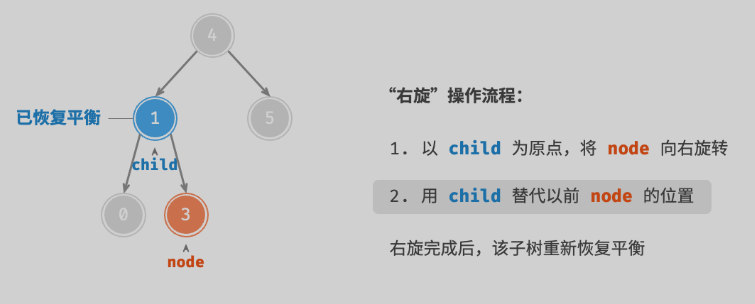 4
已恢复平衡
1
5
child
0
3
node
“右旋”操作流程：
1. 以 child 为原点，将 node 向右旋转
2. 用 child 替代以前 node 的位置
右旋完成后，该子树重新恢复平衡